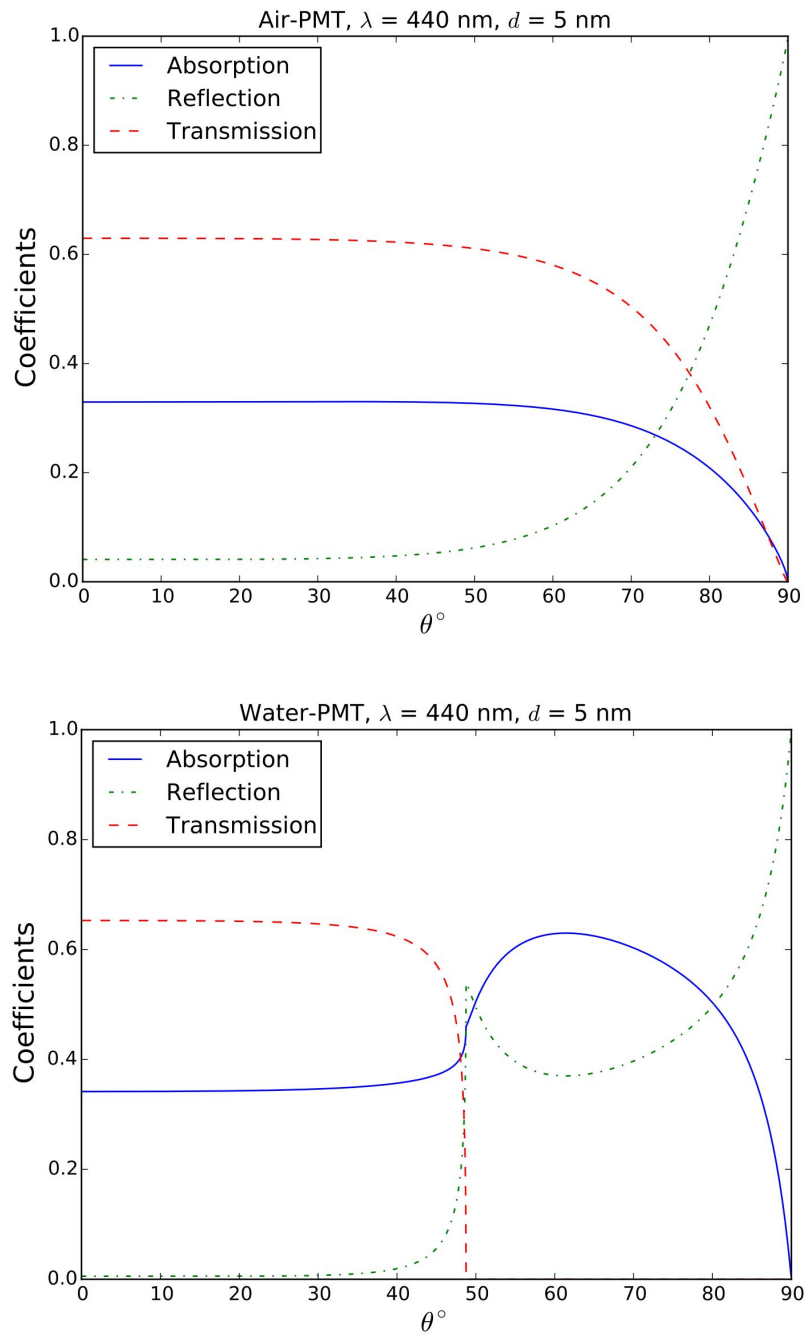 Air-PMT, λ = 440 nm, d = 5 nm
1.0
Absorption
Reflection
Transmission
0.8
0.6
0.4
0.2
0.0
Coefficients
0 10 20 30 40 50 60 70 80 90
θ°
Water-PMT, λ = 440 nm, d = 5 nm
1.0
Absorption
Reflection
Transmission
0.8
0.6
0.4
0.2
0.0
Coefficients
0 10 20 30 40 50 60 70 80 90
θ°